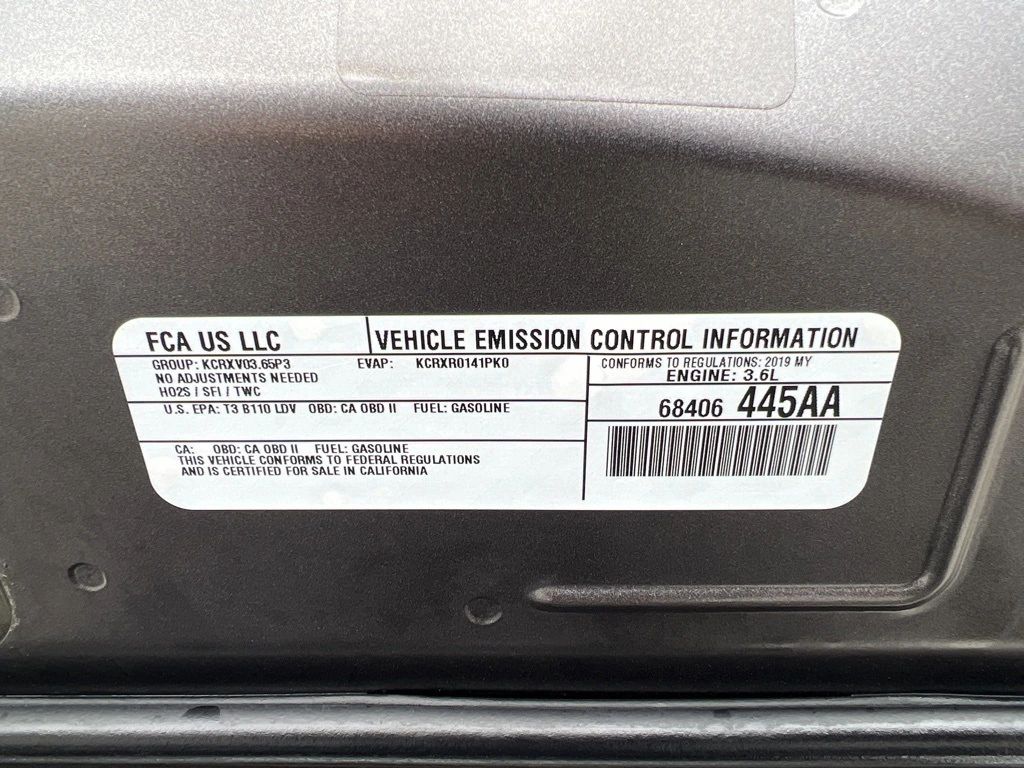 FCA US LLC
VEHICLE EMISSION CONTROL INFORMATION
GROUP: KCRXV03.65P3 EVAP: KCRXR0141PK0
NO ADJUSTMENTS NEEDED
HO2S / SFI / TWC
CONFORMS TO REGULATIONS: 2019 MY
ENGINE: 3.6L
68406 445AA
U.S. EPA: T3 B110 LDV OBD: CA OBD II FUEL: GASOLINE
CA: OBD: CA OBD II FUEL: GASOLINE
THIS VEHICLE CONFORMS TO FEDERAL REGULATIONS
AND IS CERTIFIED FOR SALE IN CALIFORNIA